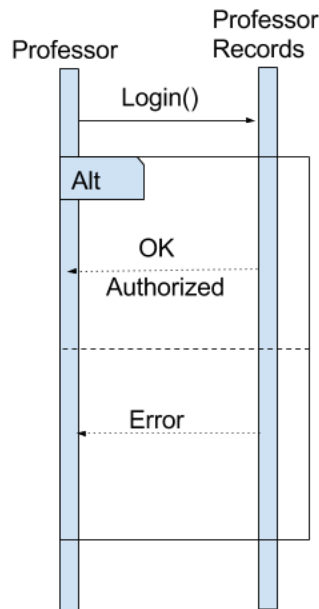 Professor
Professor
Records
Login()
Alt
OK
Authorized
Error